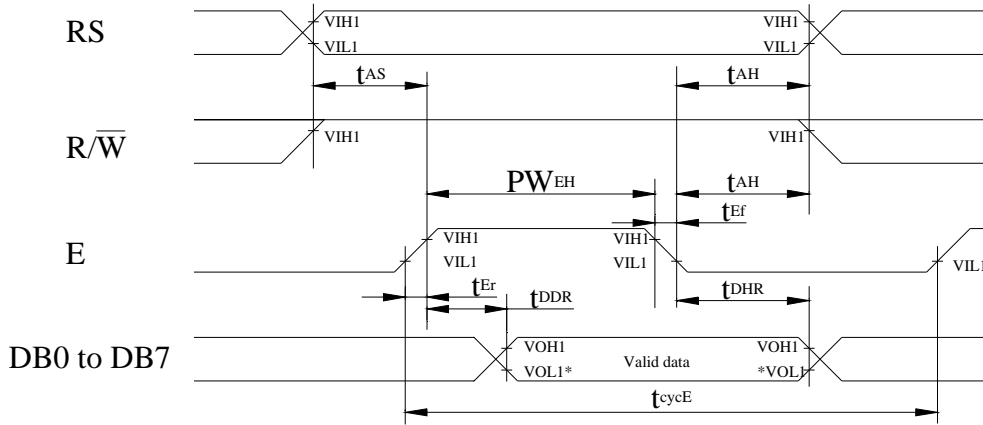 RS
VIH1
VIL1
VIH1
VIL1
tAS
tAH
R/W̅
VIH1
VIH1
PWEH
tAH
tEf
E
VIH1
VIL1
VIH1
VIL1
VIL1
tEr
tDDR
tDHR
DB0 to DB7
VOH1
VOL1*
Valid data
VOH1
*VOL1
tcycE